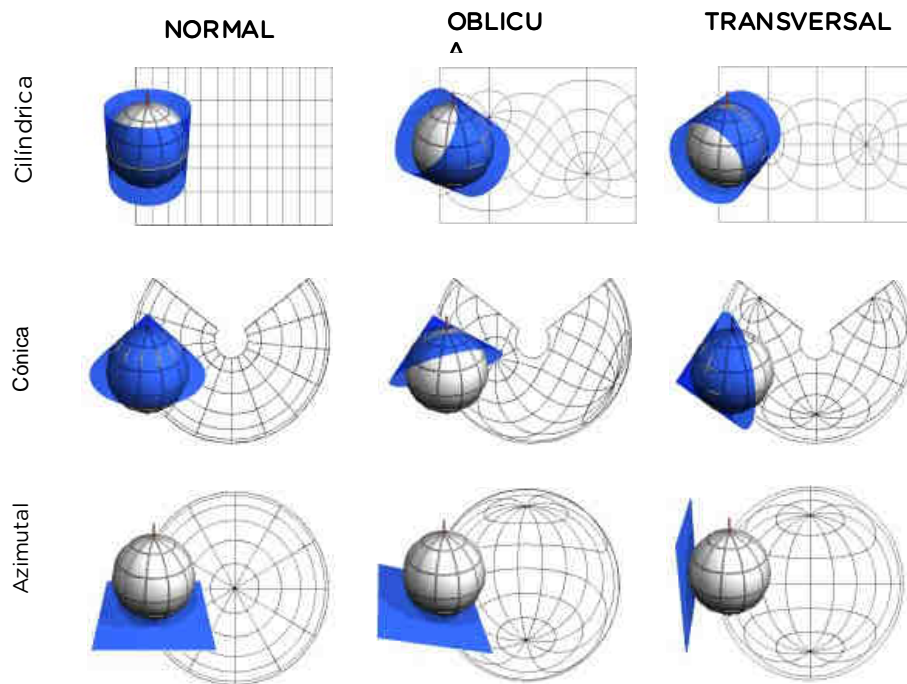 NORMAL
OBLICU
A
TRANSVERSAL
Cilíndrica
Cónica
Azimutal